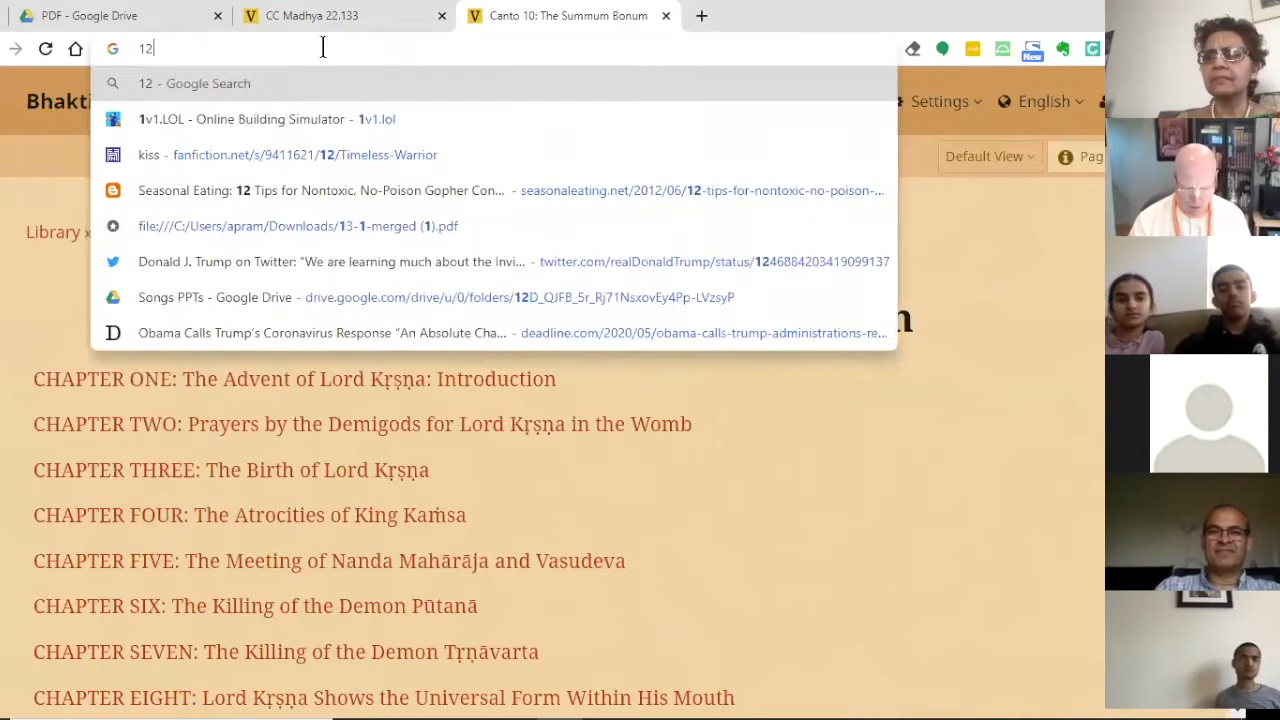 PDF - Google Drive
CC Madhya 22.133
Canto 10: The Summum Bonum
12
New
12 - Google Search
1v1.LOL - Online Building Simulator - 1v1.lol
kiss - fanfiction.net/s/9411621/12/Timeless-Warrior
Seasonal Eating: 12 Tips for Nontoxic, No-Poison Gopher Con... - seasonaleating.net/2012/06/12-tips-for-nontoxic-no-poison-...
file:///C:/Users/apram/Downloads/13-1-merged (1).pdf
Donald J. Trump on Twitter: "We are learning much about the Invi... - twitter.com/realDonaldTrump/status/1246884203419099137
Songs PPTs - Google Drive - drive.google.com/drive/u/0/folders/12D_QJFB_5r_Rj71NsxovEy4Pp-LVzsyP
Obama Calls Trump's Coronavirus Response "An Absolute Cha... - deadline.com/2020/05/obama-calls-trump-administrations-re...
Bhakti
Settings
English
Default View
Pag
Library »
n
CHAPTER ONE: The Advent of Lord Kṛṣṇa: Introduction
CHAPTER TWO: Prayers by the Demigods for Lord Kṛṣṇa in the Womb
CHAPTER THREE: The Birth of Lord Kṛṣṇa
CHAPTER FOUR: The Atrocities of King Kaṁsa
CHAPTER FIVE: The Meeting of Nanda Mahārāja and Vasudeva
CHAPTER SIX: The Killing of the Demon Pūtanā
CHAPTER SEVEN: The Killing of the Demon Tṛṇāvarta
CHAPTER EIGHT: Lord Kṛṣṇa Shows the Universal Form Within His Mouth